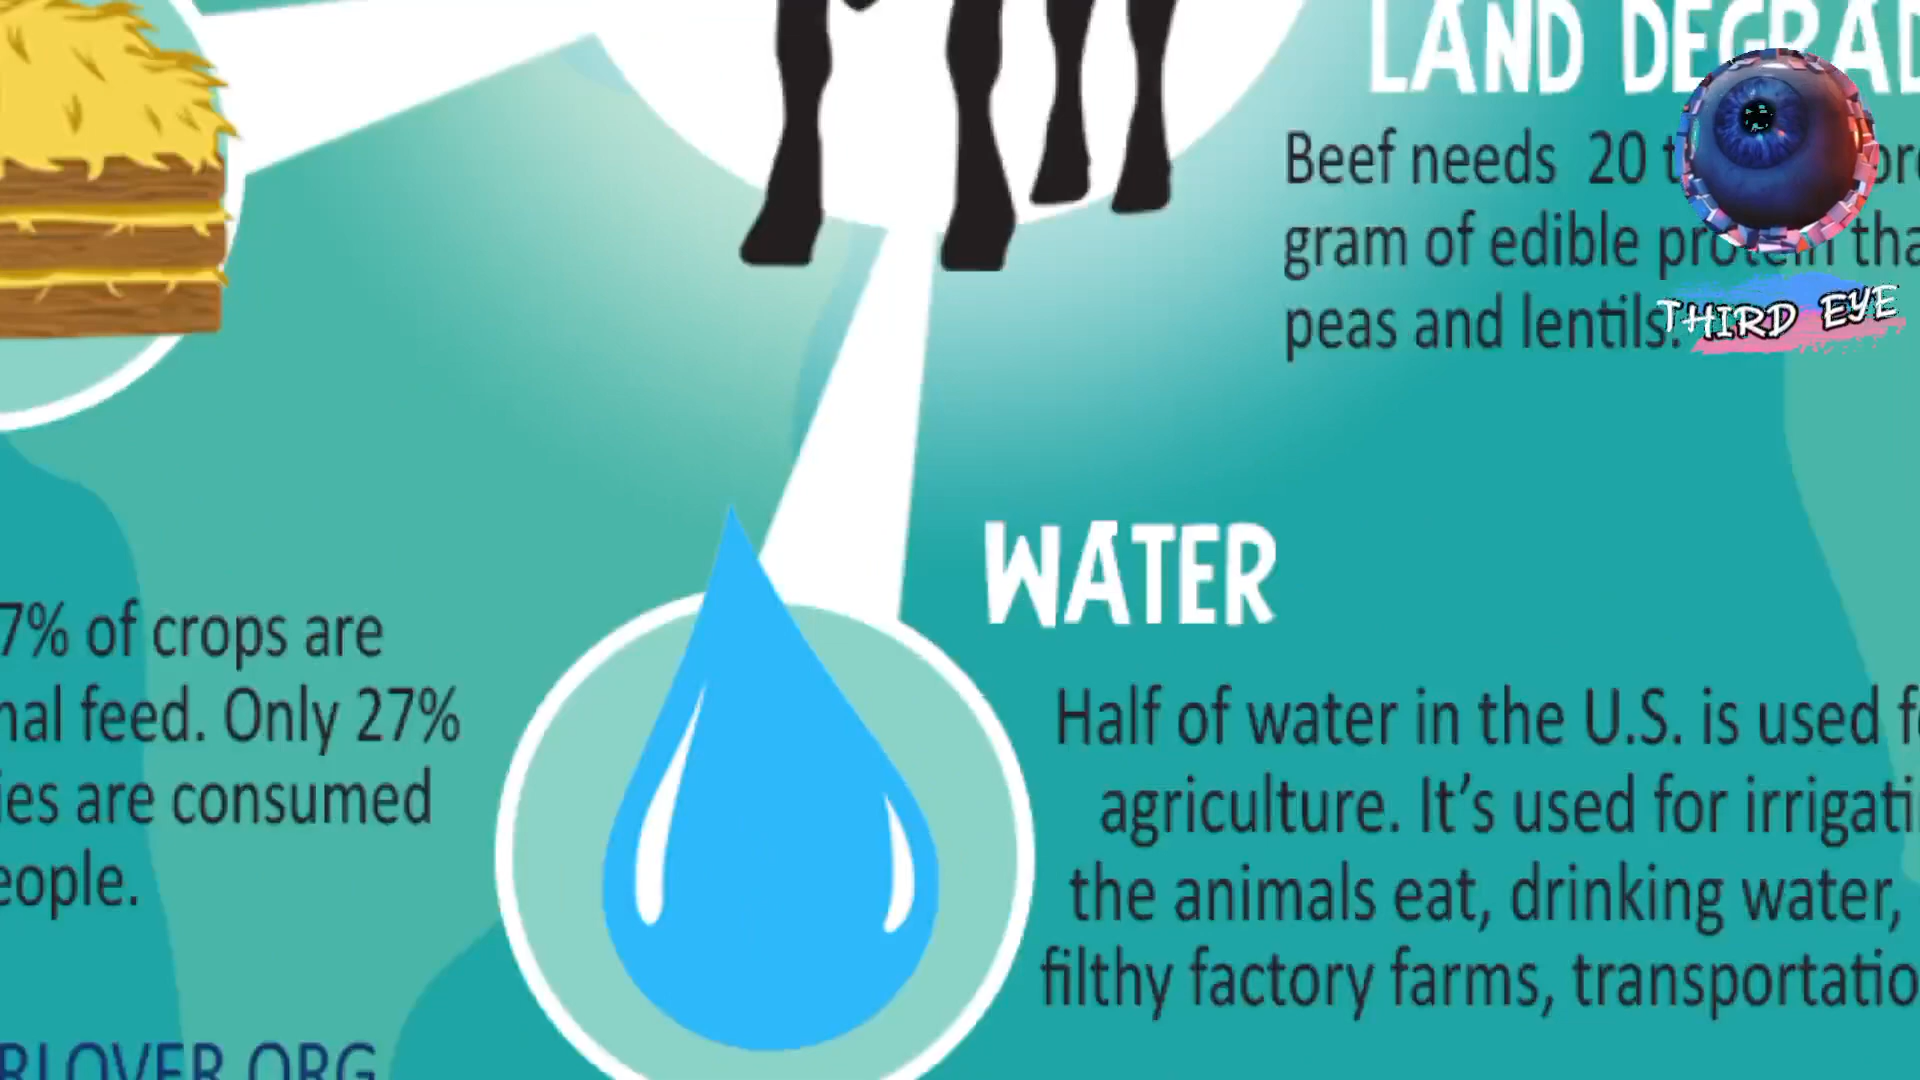 LAND DEGRAD
Beef needs 20
gram of edible protein tha
peas and lentils.
THIRD EYE
WATER
7% of crops are
nal feed. Only 27%
ies are consumed
eople.
Half of water in the U.S. is used f
agriculture. It’s used for irrigati
the animals eat, drinking water,
filthy factory farms, transportatio
RLOVER.ORG